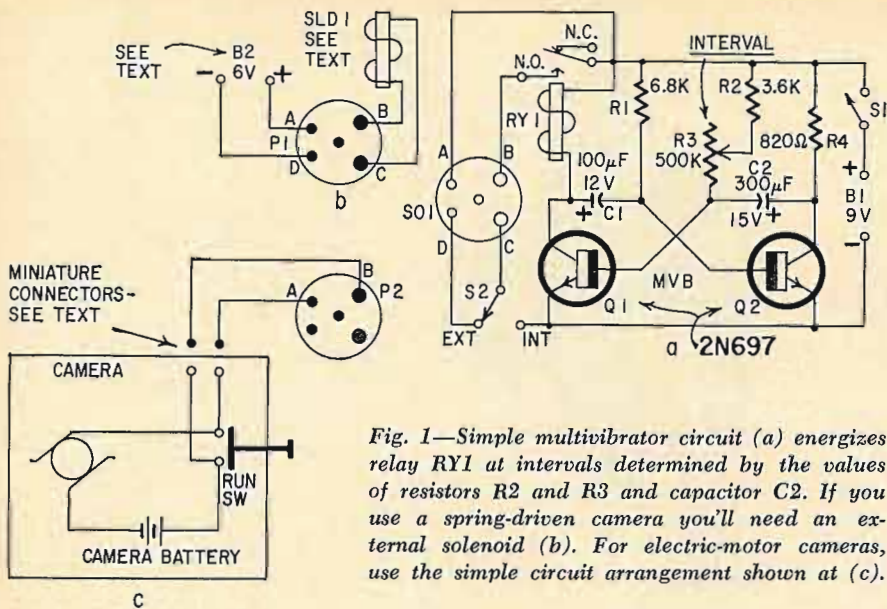 SLD 1
SEE
TEXT
SEE
TEXT
B2
6V
−
+
A
B
P1
D
C
b
N.C.
N.O.
INTERVAL
6.8K
R1
R2
3.6K
RY1
R3
500K
820Ω
R4
S1
A
B
100μF
12V
+
C1
C2
300μF
15V
+
+
B1
9V
−
SO1
D
C
S2
MVB
Q1
Q2
EXT
INT
a
2N697
MINIATURE
CONNECTORS-
SEE TEXT
B
A
P2
CAMERA
RUN
SW
CAMERA BATTERY
C
Fig. 1—Simple multivibrator circuit (a) energizes
relay RY1 at intervals determined by the values
of resistors R2 and R3 and capacitor C2. If you
use a spring-driven camera you'll need an ex-
ternal solenoid (b). For electric-motor cameras,
use the simple circuit arrangement shown at (c).